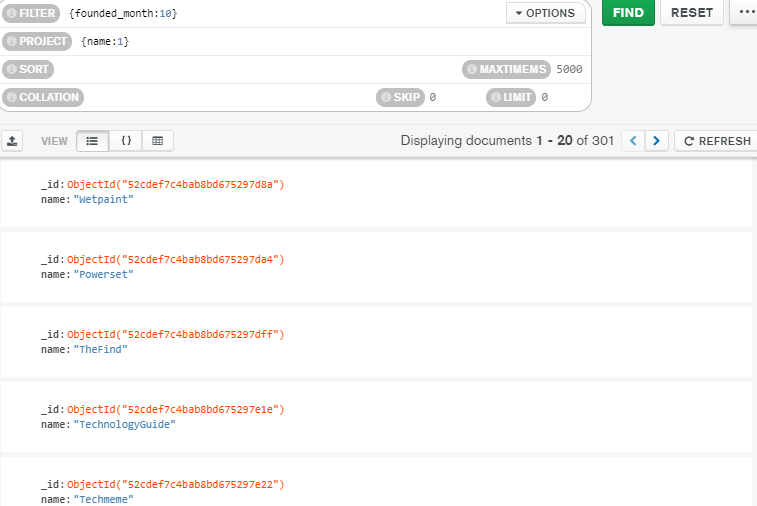 FILTER {founded_month:10} OPTIONS FIND RESET ...
PROJECT {name:1}
SORT MAXTIMEMS 5000
COLLATION SKIP 0 LIMIT 0
VIEW {} Displaying documents 1 - 20 of 301 < > REFRESH
_id: ObjectId("52cdef7c4bab8bd675297d8a")
name: "Wetpaint"
_id: ObjectId("52cdef7c4bab8bd675297da4")
name: "Powerset"
_id: ObjectId("52cdef7c4bab8bd675297dff")
name: "TheFind"
_id: ObjectId("52cdef7c4bab8bd675297e1e")
name: "TechnologyGuide"
_id: ObjectId("52cdef7c4bab8bd675297e22")
name: "Techmeme"